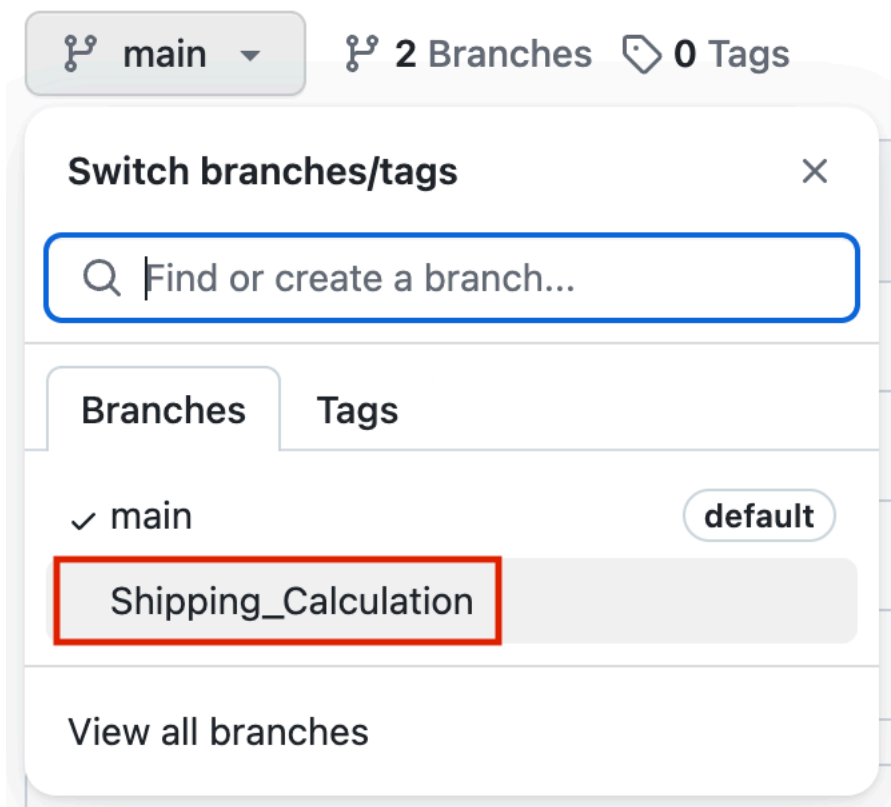 main 2 Branches 0 Tags
Switch branches/tags
Find or create a branch...
Branches Tags
main default
Shipping_Calculation
View all branches